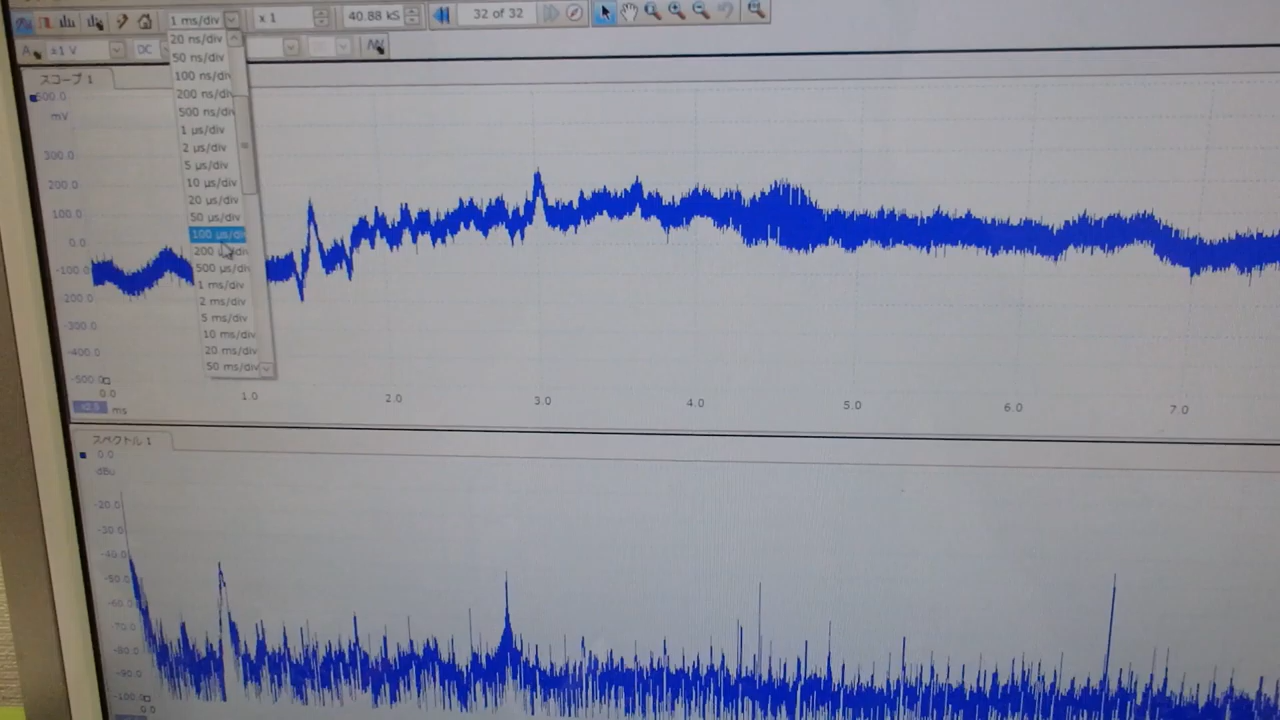 1 ms/div x 1 40.88 kS 32 of 32
A ±1 V DC
20 ns/div
50 ns/div
100 ns/div
200 ns/div
500 ns/div
1 µs/div
2 µs/div
5 µs/div
10 µs/div
20 µs/div
50 µs/div
100 µs/div
200 µs/div
500 µs/div
1 ms/div
2 ms/div
5 ms/div
10 ms/div
20 ms/div
50 ms/div
スコープ 1
500.0
mV
300.0
200.0
100.0
0.0
-100.0
-200.0
-300.0
-400.0
-500.0
0.0 1.0 2.0 3.0 4.0 5.0 6.0 7.0
ms
スペクトル 1
0.0
dBu
-20.0
-30.0
-40.0
-50.0
-60.0
-70.0
-80.0
-90.0
-100.0
0.0